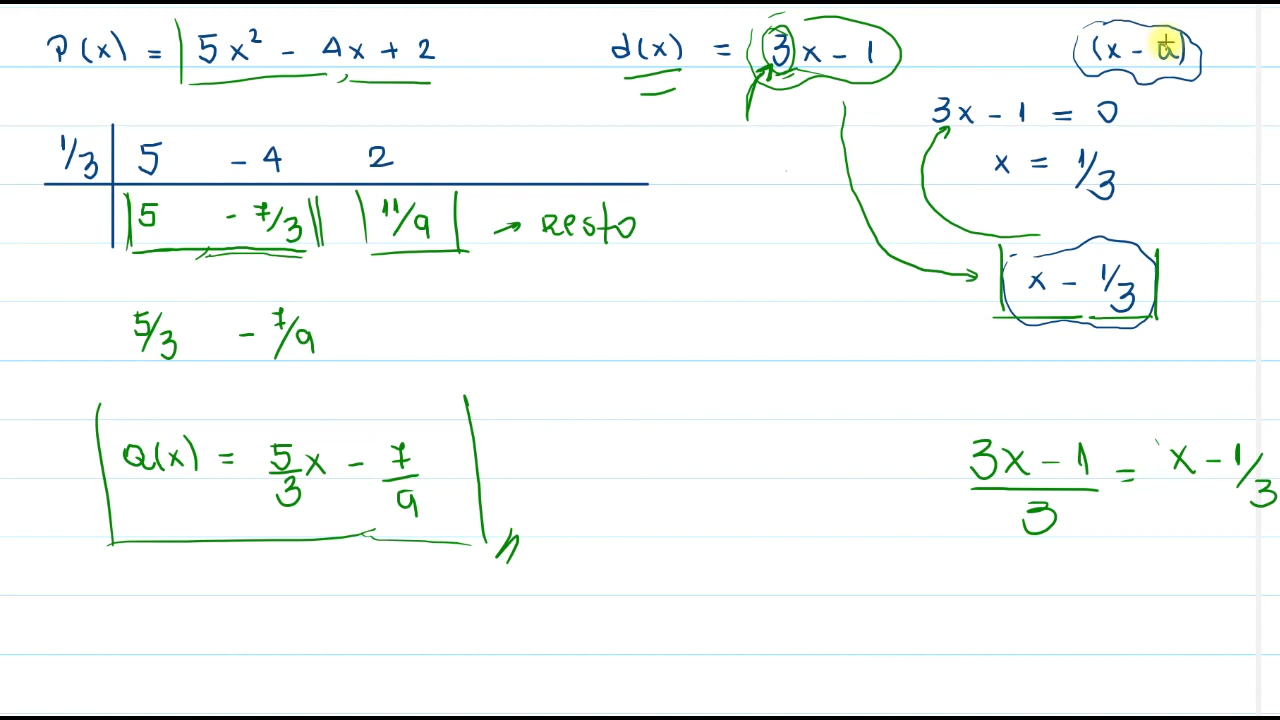 P(x) = 5x² - 4x + 2
d(x) = 3x - 1
(x - a)
3x - 1 = 0
x = 1/3
x - 1/3
1/3 | 5 - 4 2
5 - 7/3 11/9 → Resto
5/3 - 7/9
Q(x) = 5/3 x - 7/9
3x - 1 / 3 = x - 1/3